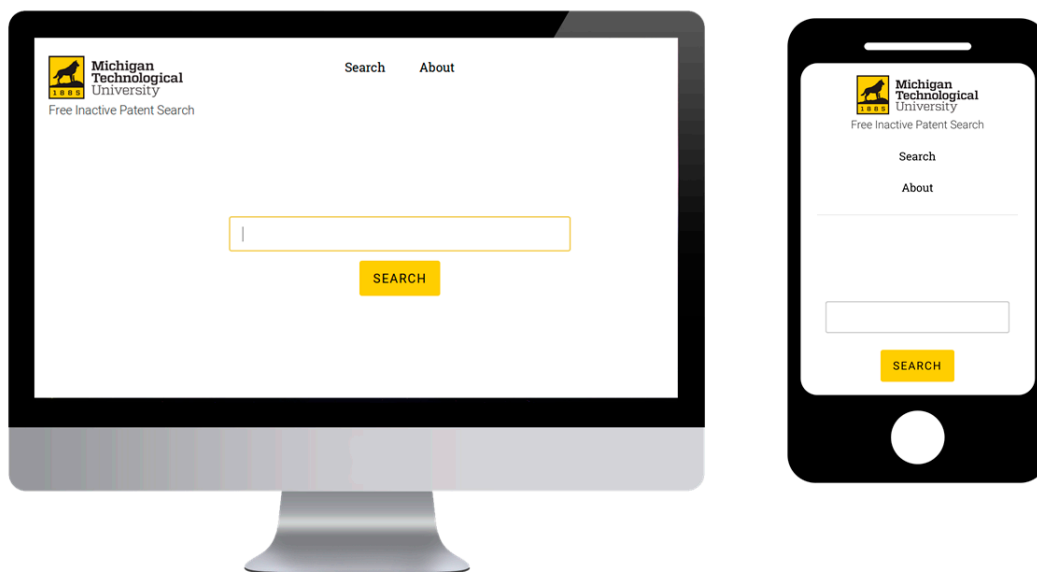 Michigan
Technological
University
1885
Free Inactive Patent Search
Search About
SEARCH
Michigan
Technological
University
1885
Free Inactive Patent Search
Search
About
SEARCH